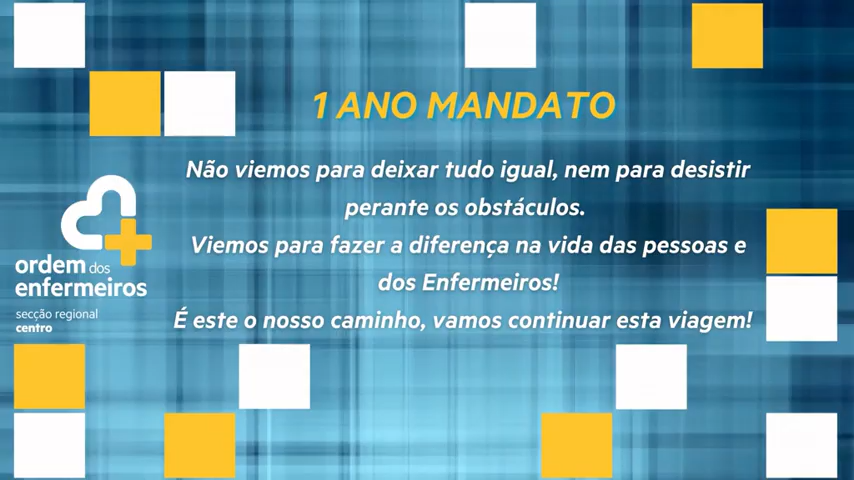 1 ANO MANDATO
Não viemos para deixar tudo igual, nem para desistir
perante os obstáculos.
Viemos para fazer a diferença na vida das pessoas e
dos Enfermeiros!
É este o nosso caminho, vamos continuar esta viagem!
ordem dos
enfermeiros
secção regional
centro